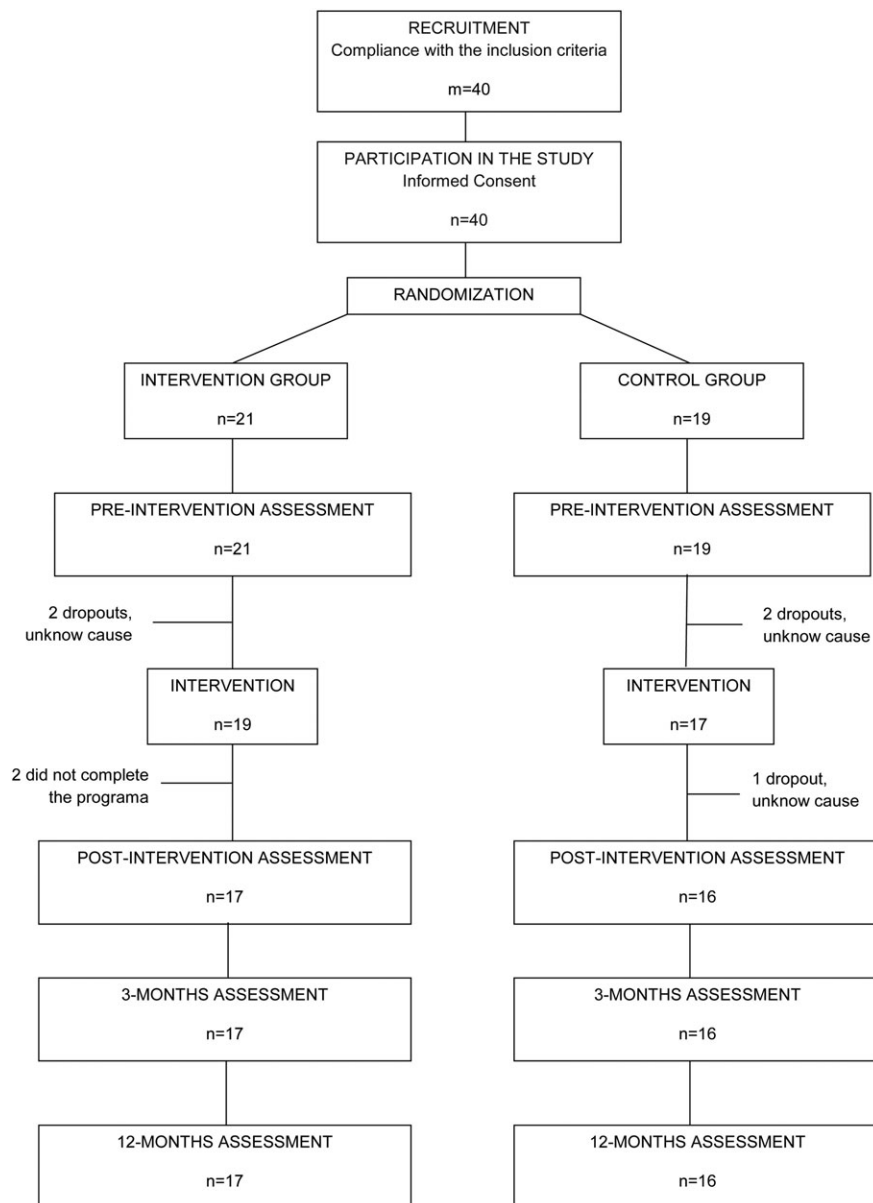 RECRUITMENT
Compliance with the inclusion criteria
m=40
PARTICIPATION IN THE STUDY
Informed Consent
n=40
RANDOMIZATION
INTERVENTION GROUP
n=21
CONTROL GROUP
n=19
PRE-INTERVENTION ASSESSMENT
n=21
PRE-INTERVENTION ASSESSMENT
n=19
2 dropouts,
unknow cause
2 dropouts,
unknow cause
INTERVENTION
n=19
INTERVENTION
n=17
2 did not complete
the programa
1 dropout,
unknow cause
POST-INTERVENTION ASSESSMENT
n=17
POST-INTERVENTION ASSESSMENT
n=16
3-MONTHS ASSESSMENT
n=17
3-MONTHS ASSESSMENT
n=16
12-MONTHS ASSESSMENT
n=17
12-MONTHS ASSESSMENT
n=16